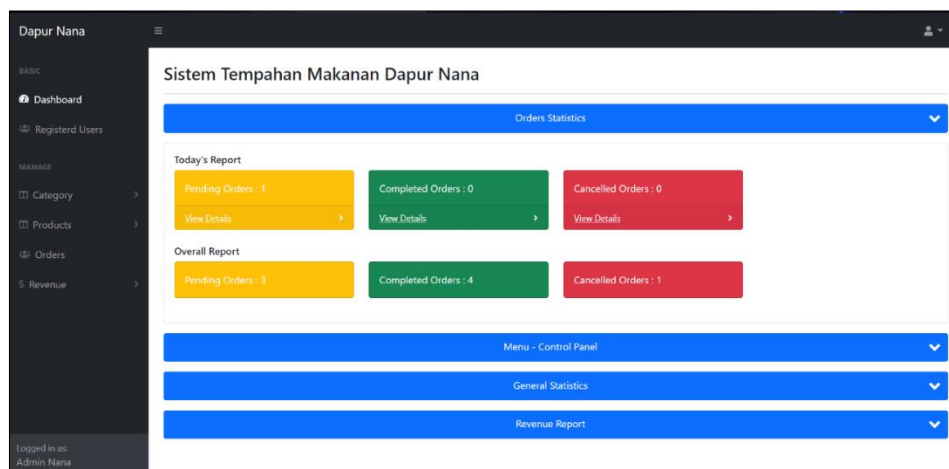 Dapur Nana
BASIC
Dashboard
Registerd Users
MANAGE
Category
Products
Orders
$ Revenue
Logged in as:
Admin Nana
Sistem Tempahan Makanan Dapur Nana
Orders Statistics
Today's Report
Pending Orders : 1
Completed Orders : 0
Cancelled Orders : 0
View Details
View Details
View Details
Overall Report
Pending Orders : 3
Completed Orders : 4
Cancelled Orders : 1
Menu - Control Panel
General Statistics
Revenue Report